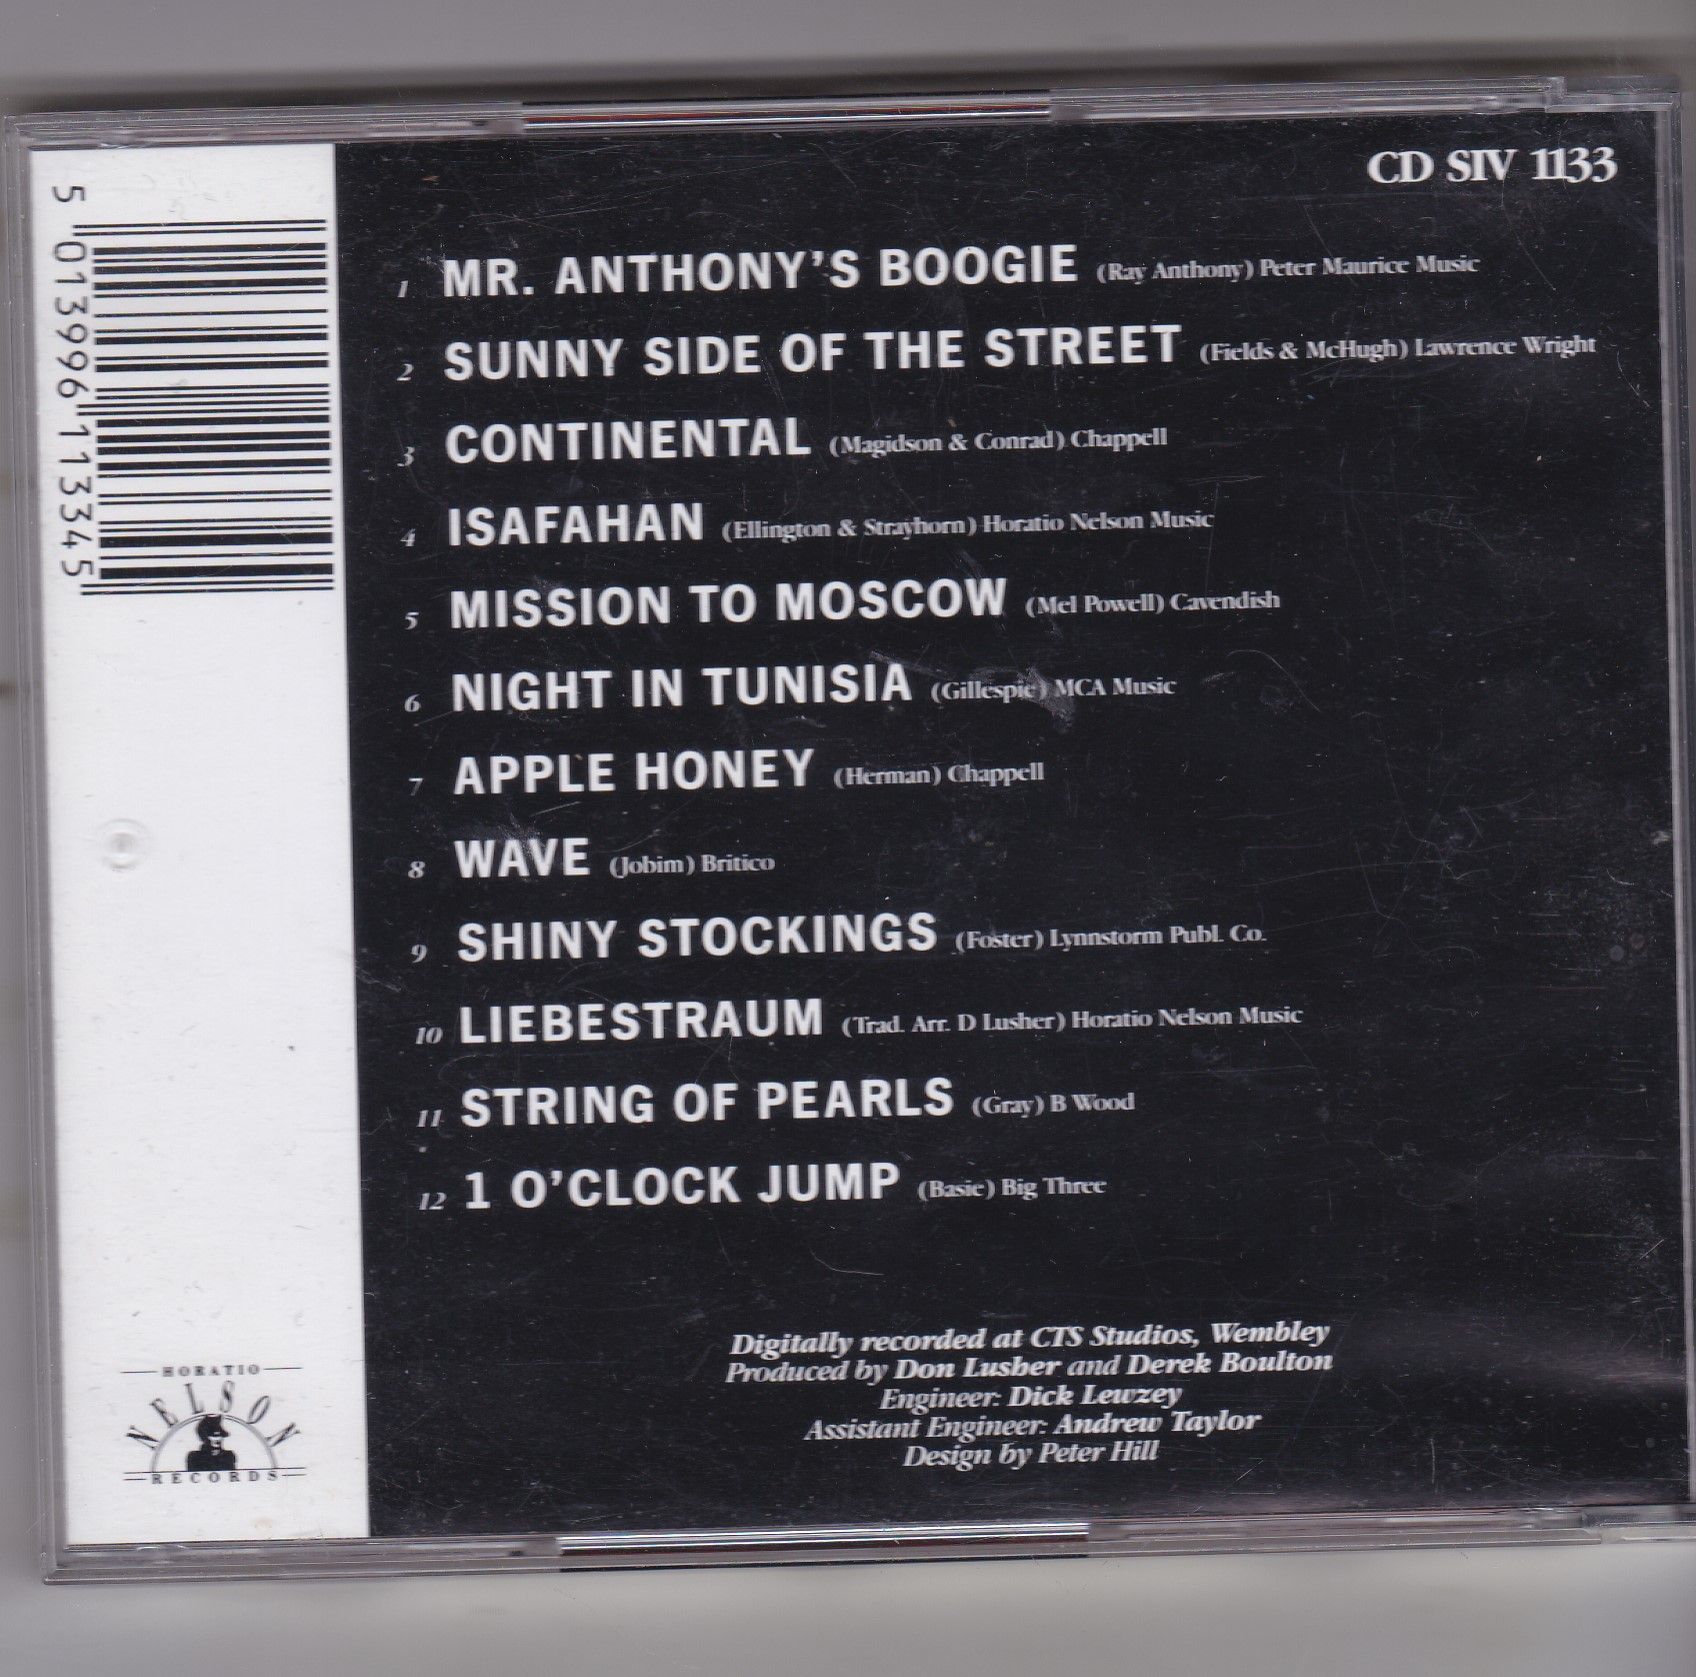 CD SIV 1133
5 013996 113345
1 MR. ANTHONY'S BOOGIE (Ray Anthony) Peter Maurice Music
2 SUNNY SIDE OF THE STREET (Fields & McHugh) Lawrence Wright
3 CONTINENTAL (Magidson & Conrad) Chappell
4 ISAFAHAN (Ellington & Strayhorn) Horatio Nelson Music
5 MISSION TO MOSCOW (Mel Powell) Cavendish
6 NIGHT IN TUNISIA (Gillespie) MCA Music
7 APPLE HONEY (Herman) Chappell
8 WAVE (Jobim) Britico
9 SHINY STOCKINGS (Foster) Lynnstorm Publ. Co.
10 LIEBESTRAUM (Trad. Arr. D Lusher) Horatio Nelson Music
11 STRING OF PEARLS (Gray) B Wood
12 1 O'CLOCK JUMP (Basie) Big Three
Digitally recorded at CTS Studios, Wembley
Produced by Don Lusher and Derek Boulton
Engineer: Dick Lewzey
Assistant Engineer: Andrew Taylor
Design by Peter Hill
HORATIO
NELSON
RECORDS